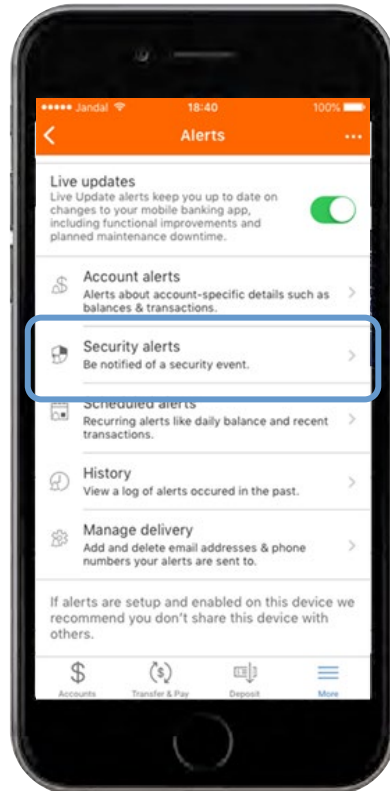 Jandal 18:40 100%
Alerts
Live updates
Live Update alerts keep you up to date on
changes to your mobile banking app,
including functional improvements and
planned maintenance downtime.
Account alerts
Alerts about account-specific details such as
balances & transactions.
Security alerts
Be notified of a security event.
Scheduled alerts
Recurring alerts like daily balance and recent
transactions.
History
View a log of alerts occured in the past.
Manage delivery
Add and delete email addresses & phone
numbers your alerts are sent to.
If alerts are setup and enabled on this device we
recommend you don't share this device with
others.
Accounts Transfer & Pay Deposit More